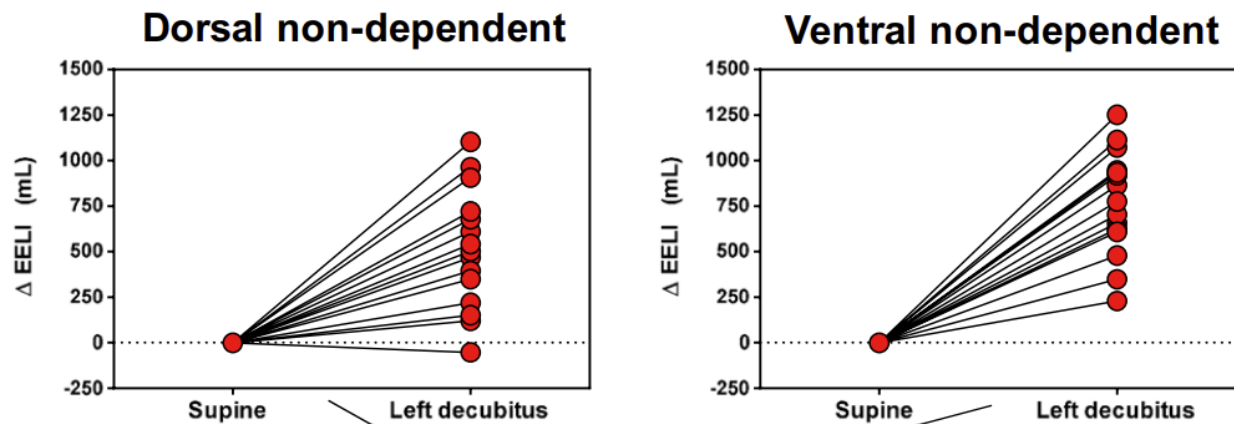 Dorsal non-dependent
Δ EELI (mL)
1500
1250
1000
750
500
250
0
-250
Supine
Left decubitus
Ventral non-dependent
Δ EELI (mL)
1500
1250
1000
750
500
250
0
-250
Supine
Left decubitus